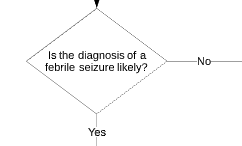 Is the diagnosis of a
febrile seizure likely?
No
Yes